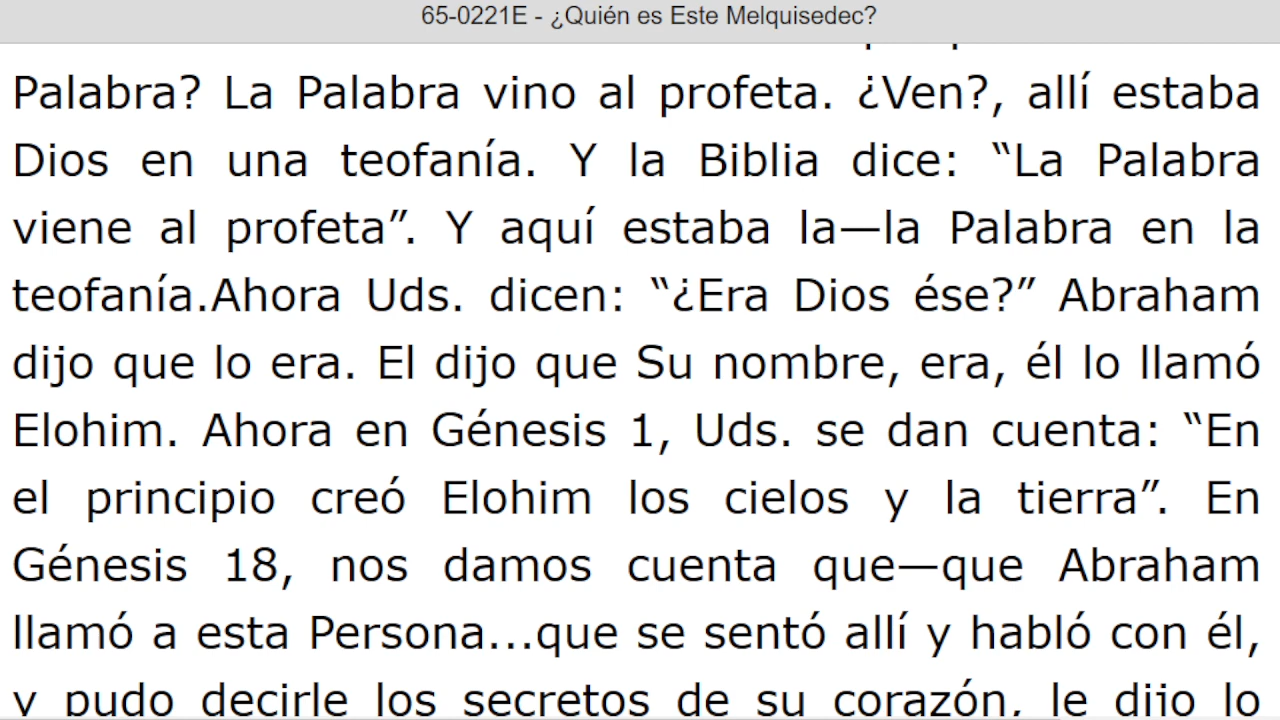 65-0221E - ¿Quién es Este Melquisedec?
Palabra? La Palabra vino al profeta. ¿Ven?, allí estaba
Dios en una teofanía. Y la Biblia dice: “La Palabra
viene al profeta”. Y aquí estaba la—la Palabra en la
teofanía.Ahora Uds. dicen: “¿Era Dios ése?” Abraham
dijo que lo era. El dijo que Su nombre, era, él lo llamó
Elohim. Ahora en Génesis 1, Uds. se dan cuenta: “En
el principio creó Elohim los cielos y la tierra”. En
Génesis 18, nos damos cuenta que—que Abraham
llamó a esta Persona...que se sentó allí y habló con él,
y pudo decirle los secretos de su corazón, le dijo lo